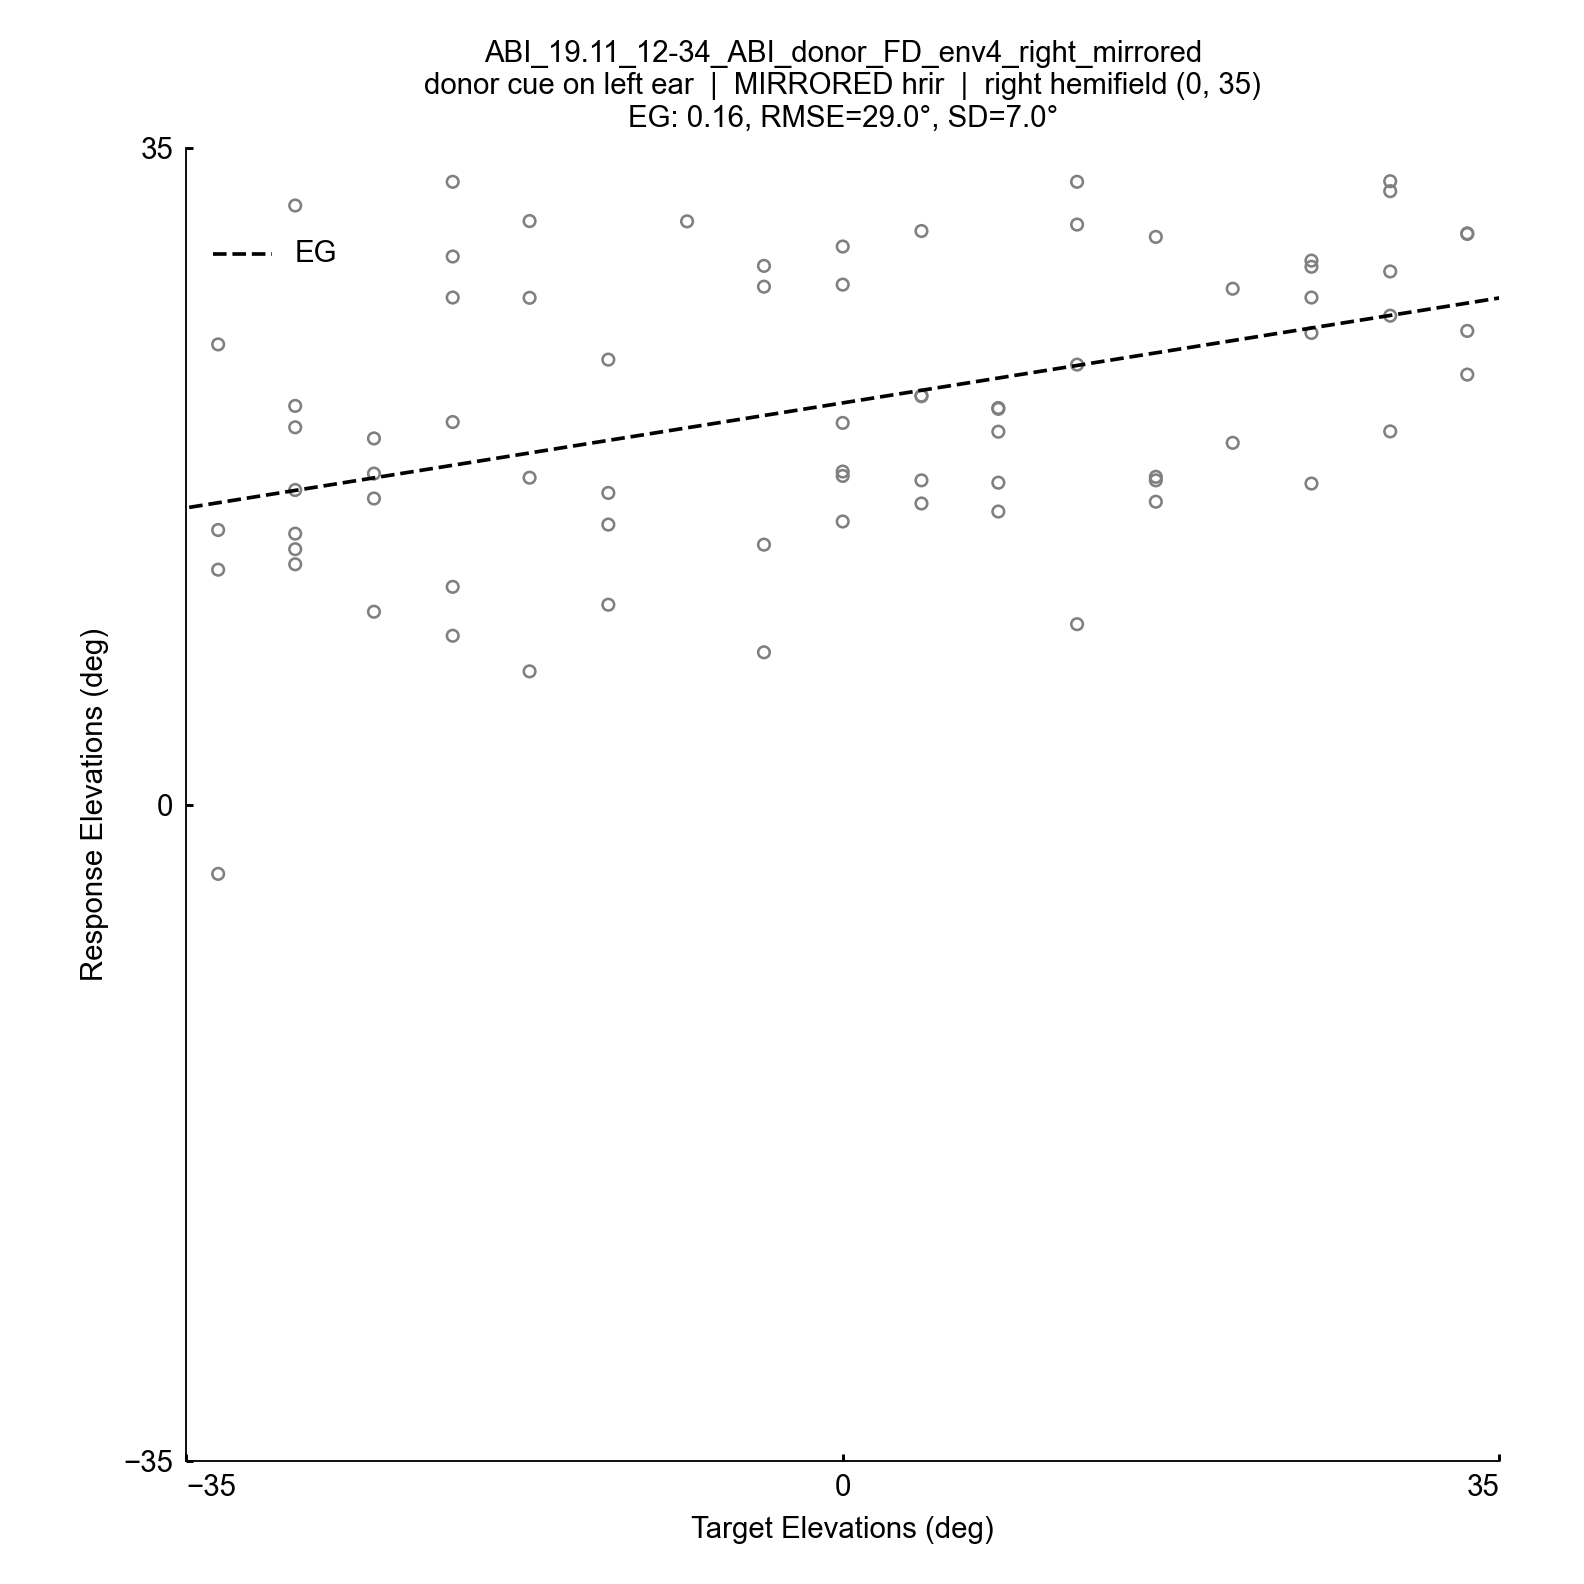 ABI_19.11_12-34_ABI_donor_FD_env4_right_mirrored
donor cue on left ear | MIRRORED hrir | right hemifield (0, 35)
EG: 0.16, RMSE=29.0°, SD=7.0°
35
EG
0
Response Elevations (deg)
−35
−35
0
35
Target Elevations (deg)